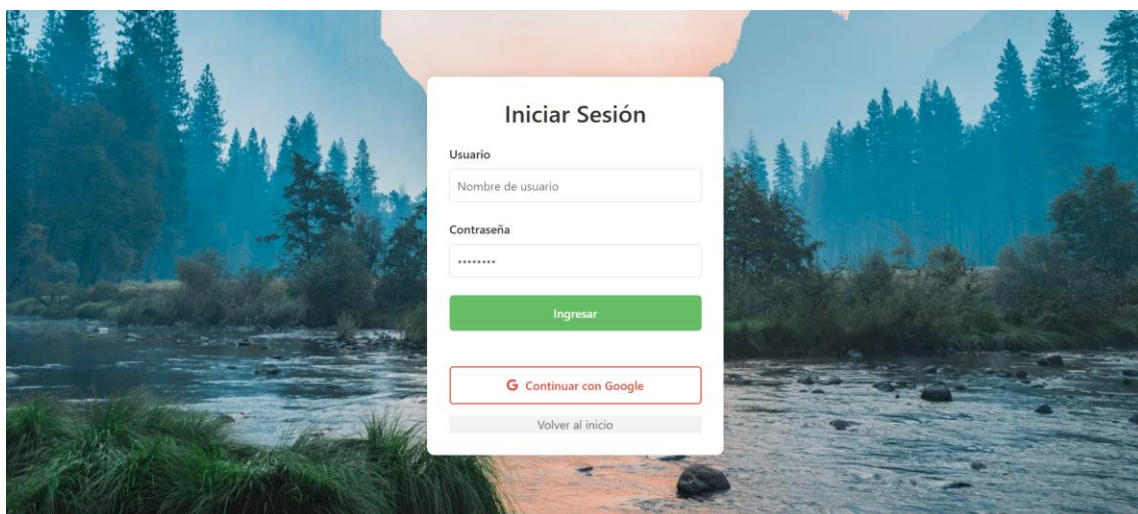 Iniciar Sesión
Usuario
Nombre de usuario
Contraseña
••••••••
Ingresar
G Continuar con Google
Volver al inicio